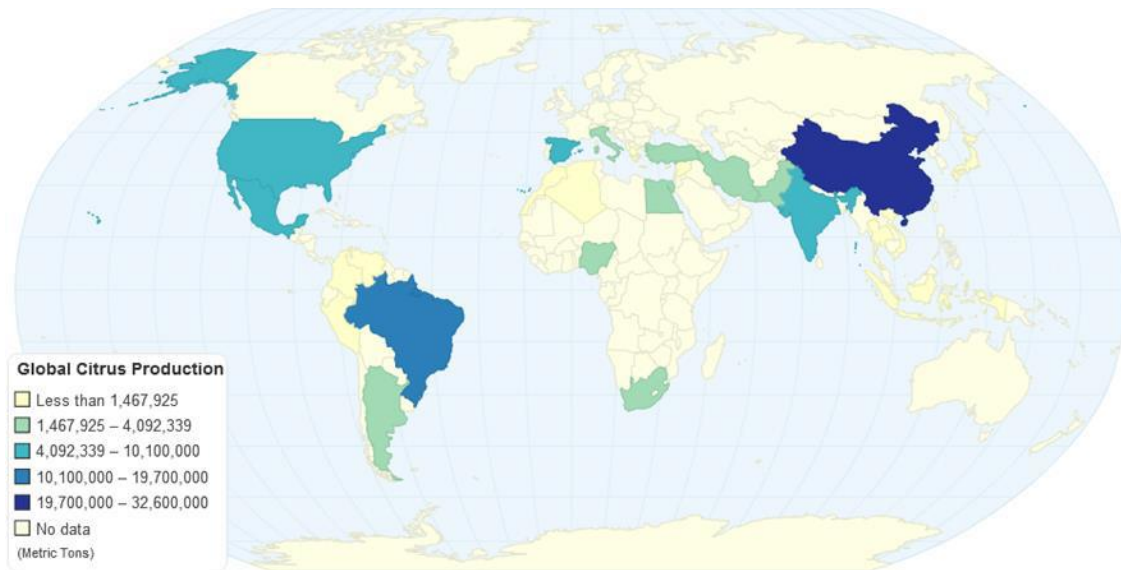 Global Citrus Production
Less than 1,467,925
1,467,925 – 4,092,339
4,092,339 – 10,100,000
10,100,000 – 19,700,000
19,700,000 – 32,600,000
No data
(Metric Tons)